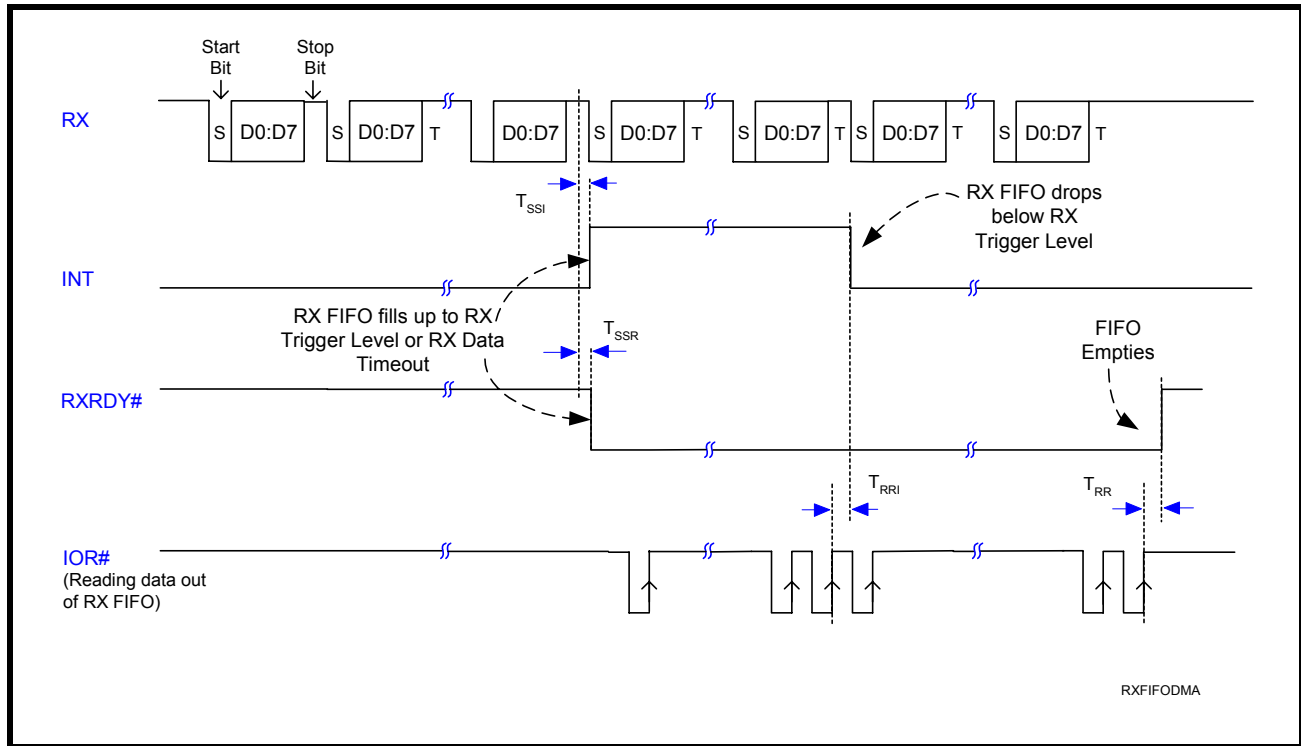 Start
Bit
Stop
Bit
RX
S D0:D7 S D0:D7 T D0:D7 S D0:D7 T S D0:D7 T S D0:D7 T S D0:D7 T
TSSI
RX FIFO drops
below RX
Trigger Level
INT
RX FIFO fills up to RX
Trigger Level or RX Data
Timeout
TSSR
FIFO
Empties
RXRDY#
TRRI
TRR
IOR#
(Reading data out
of RX FIFO)
RXFIFODMA